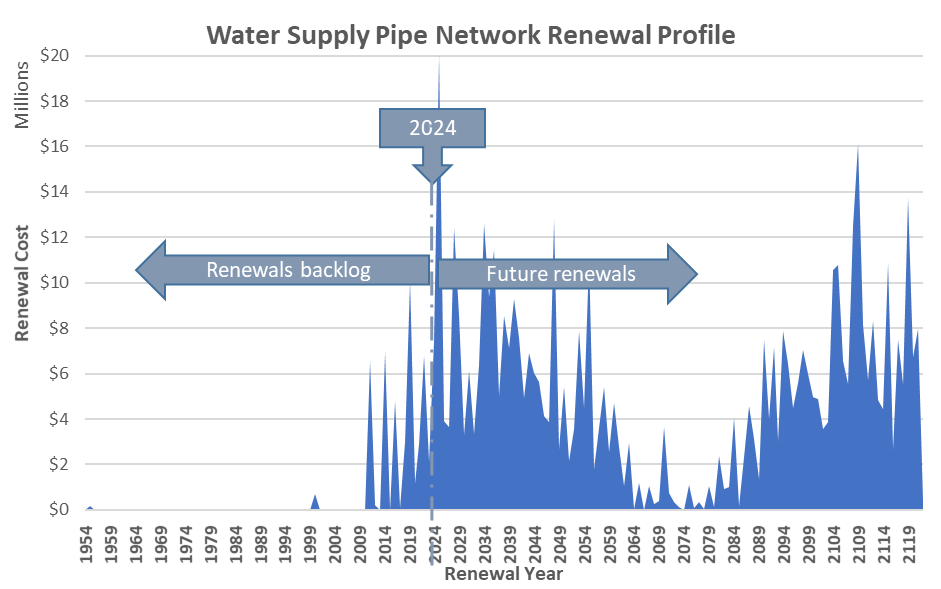 Water Supply Pipe Network Renewal Profile
Millions
Renewal Cost
$20
$18
$16
$14
$12
$10
$8
$6
$4
$2
$0
2024
Renewals backlog
Future renewals
1954 1959 1964 1969 1974 1979 1984 1989 1994 1999 2004 2009 2014 2019 2024 2029 2034 2039 2044 2049 2054 2059 2064 2069 2074 2079 2084 2089 2094 2099 2104 2109 2114 2119
Renewal Year